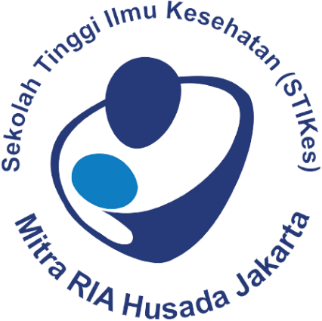 Sekolah Tinggi Ilmu Kesehatan (STIKes)
Mitra RIA Husada Jakarta